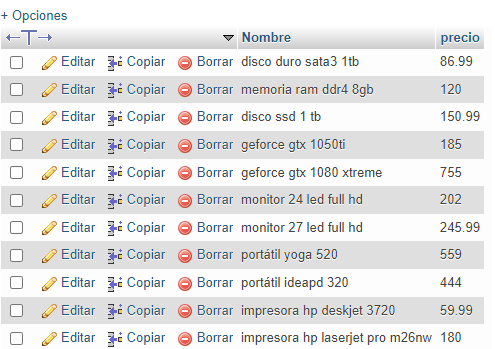 + Opciones
Nombre precio
Editar Copiar Borrar disco duro sata3 1tb 86.99
Editar Copiar Borrar memoria ram ddr4 8gb 120
Editar Copiar Borrar disco ssd 1 tb 150.99
Editar Copiar Borrar geforce gtx 1050ti 185
Editar Copiar Borrar geforce gtx 1080 xtreme 755
Editar Copiar Borrar monitor 24 led full hd 202
Editar Copiar Borrar monitor 27 led full hd 245.99
Editar Copiar Borrar portátil yoga 520 559
Editar Copiar Borrar portátil ideapd 320 444
Editar Copiar Borrar impresora hp deskjet 3720 59.99
Editar Copiar Borrar impresora hp laserjet pro m26nw 180